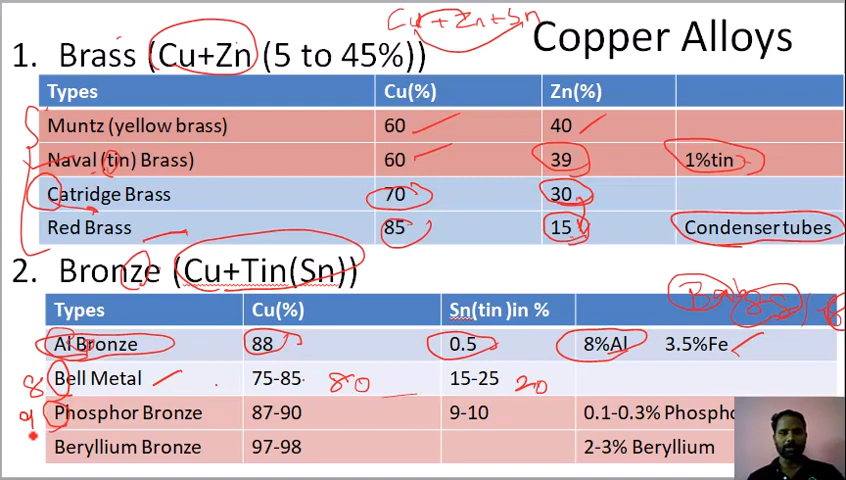 Cu+Zn+Sn
Copper Alloys
1. Brass (Cu+Zn (5 to 45%))
Types Cu(%) Zn(%)
Muntz (yellow brass) 60 40
Naval (tin) Brass) 60 39 1%tin
Catridge Brass 70 30
Red Brass 85 15 Condenser tubes
2. Bronze (Cu+Tin(Sn))
Types Cu(%) Sn(tin )in %
Al Bronze 88 0.5 8%Al 3.5%Fe
8 Bell Metal 75-85 80 15-25 20
9 Phosphor Bronze 87-90 9-10 0.1-0.3% Phospho
Beryllium Bronze 97-98 2-3% Beryllium